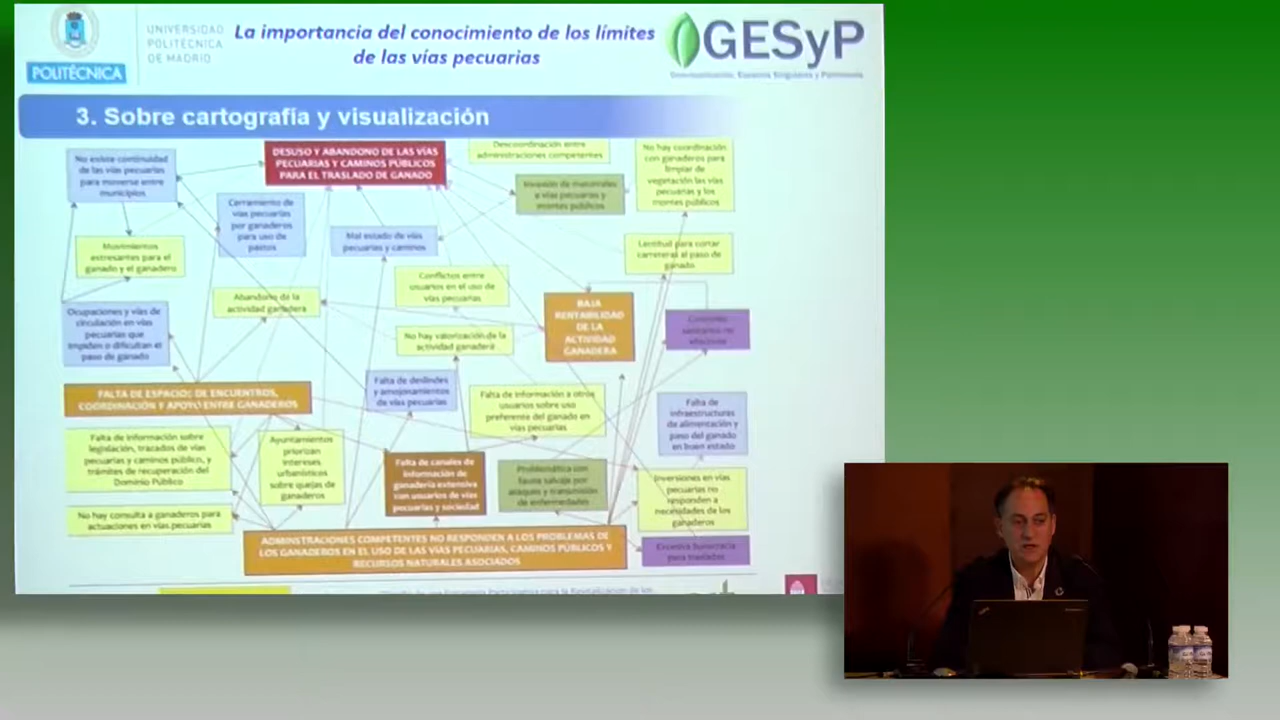 UNIVERSIDAD
POLITÉCNICA
DE MADRID
POLITÉCNICA
La importancia del conocimiento de los límites
de las vías pecuarias
GESyP
3. Sobre cartografía y visualización
No existe continuidad
de las vías pecuarias
para moverse entre
municipios
DESUSO Y ABANDONO DE LAS VÍAS
PECUARIAS Y CAMINOS PÚBLICOS
PARA EL TRASLADO DE GANADO
Descoordinación entre
administraciones competentes
No hay coordinación
con ganaderos para
limpiar de
vegetación las vías
pecuarias y los
montes públicos
Invasión de matorrales
a vías pecuarias y
montes públicos
Cerramiento de
vías pecuarias
por ganaderos
para uso de
pastos
Mal estado de vías
pecuarias y caminos
Movimientos
estresantes para el
ganado y el ganadero
Lentitud para cortar
carreteras al paso de
ganado
Conflictos entre
usuarios en el uso de
vías pecuarias
Abandono de la
actividad ganadera
BAJA
RENTABILIDAD
DE LA
ACTIVIDAD
GANADERA
Ocupaciones y vías de
circulación en vías
pecuarias que
impiden o dificultan el
paso de ganado
No hay valorización de la
actividad ganadera
Controles
sanitarios no
efectivos
FALTA DE ESPACIO DE ENCUENTROS,
COORDINACIÓN Y APOYO ENTRE GANADEROS
Falta de deslindes
y amojonamientos
de vías pecuarias
Falta de información a otros
usuarios sobre uso
preferente del ganado en
vías pecuarias
Falta de
infraestructuras
de alimentación y
paso del ganado
en buen estado
Falta de información sobre
legislación, trazados de vías
pecuarias y caminos público, y
trámites de recuperación del
Dominio Público
Ayuntamientos
priorizan
intereses
urbanísticos
sobre quejas de
ganaderos
Falta de canales de
información de
ganadería extensiva
con usuarios de vías
pecuarias y sociedad
Problemática con
fauna salvaje por
ataques y transmisión
de enfermedades
Inversiones en vías
pecuarias no
responden a
necesidades de los
ganaderos
No hay consulta a ganaderos para
actuaciones en vías pecuarias
ADMINSTRACIONES COMPETENTES NO RESPONDEN A LOS PROBLEMAS DE
LOS GANADEROS EN EL USO DE LAS VÍAS PECUARIAS, CAMINOS PÚBLICOS Y
RECURSOS NATURALES ASOCIADOS
Excesiva burocracia
para traslados